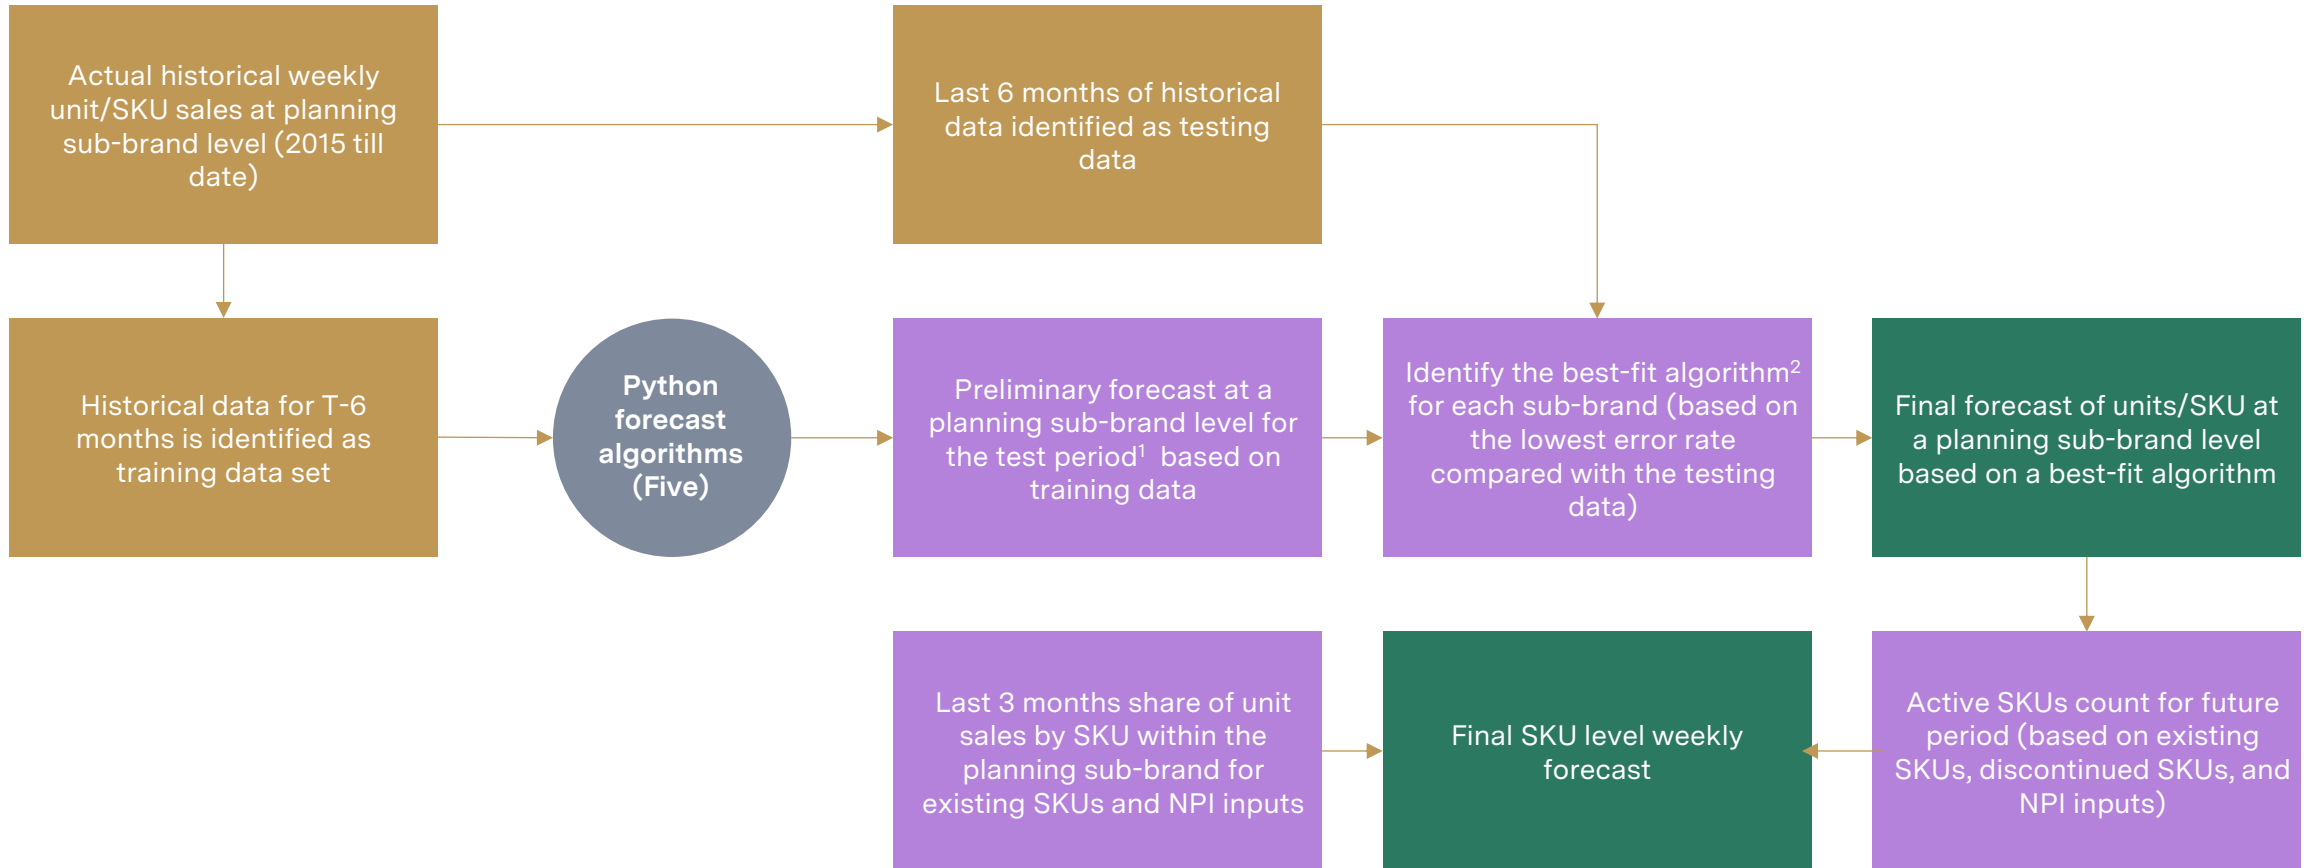 Actual historical weekly
unit/SKU sales at planning
sub-brand level (2015 till
date)
Last 6 months of historical
data identified as testing
data
Historical data for T-6
months is identified as
training data set
Python
forecast
algorithms
(Five)
Preliminary forecast at a
planning sub-brand level for
the test period¹ based on
training data
Identify the best-fit algorithm²
for each sub-brand (based on
the lowest error rate
compared with the testing
data)
Final forecast of units/SKU at
a planning sub-brand level
based on a best-fit algorithm
Last 3 months share of unit
sales by SKU within the
planning sub-brand for
existing SKUs and NPI inputs
Final SKU level weekly
forecast
Active SKUs count for future
period (based on existing
SKUs, discontinued SKUs, and
NPI inputs)